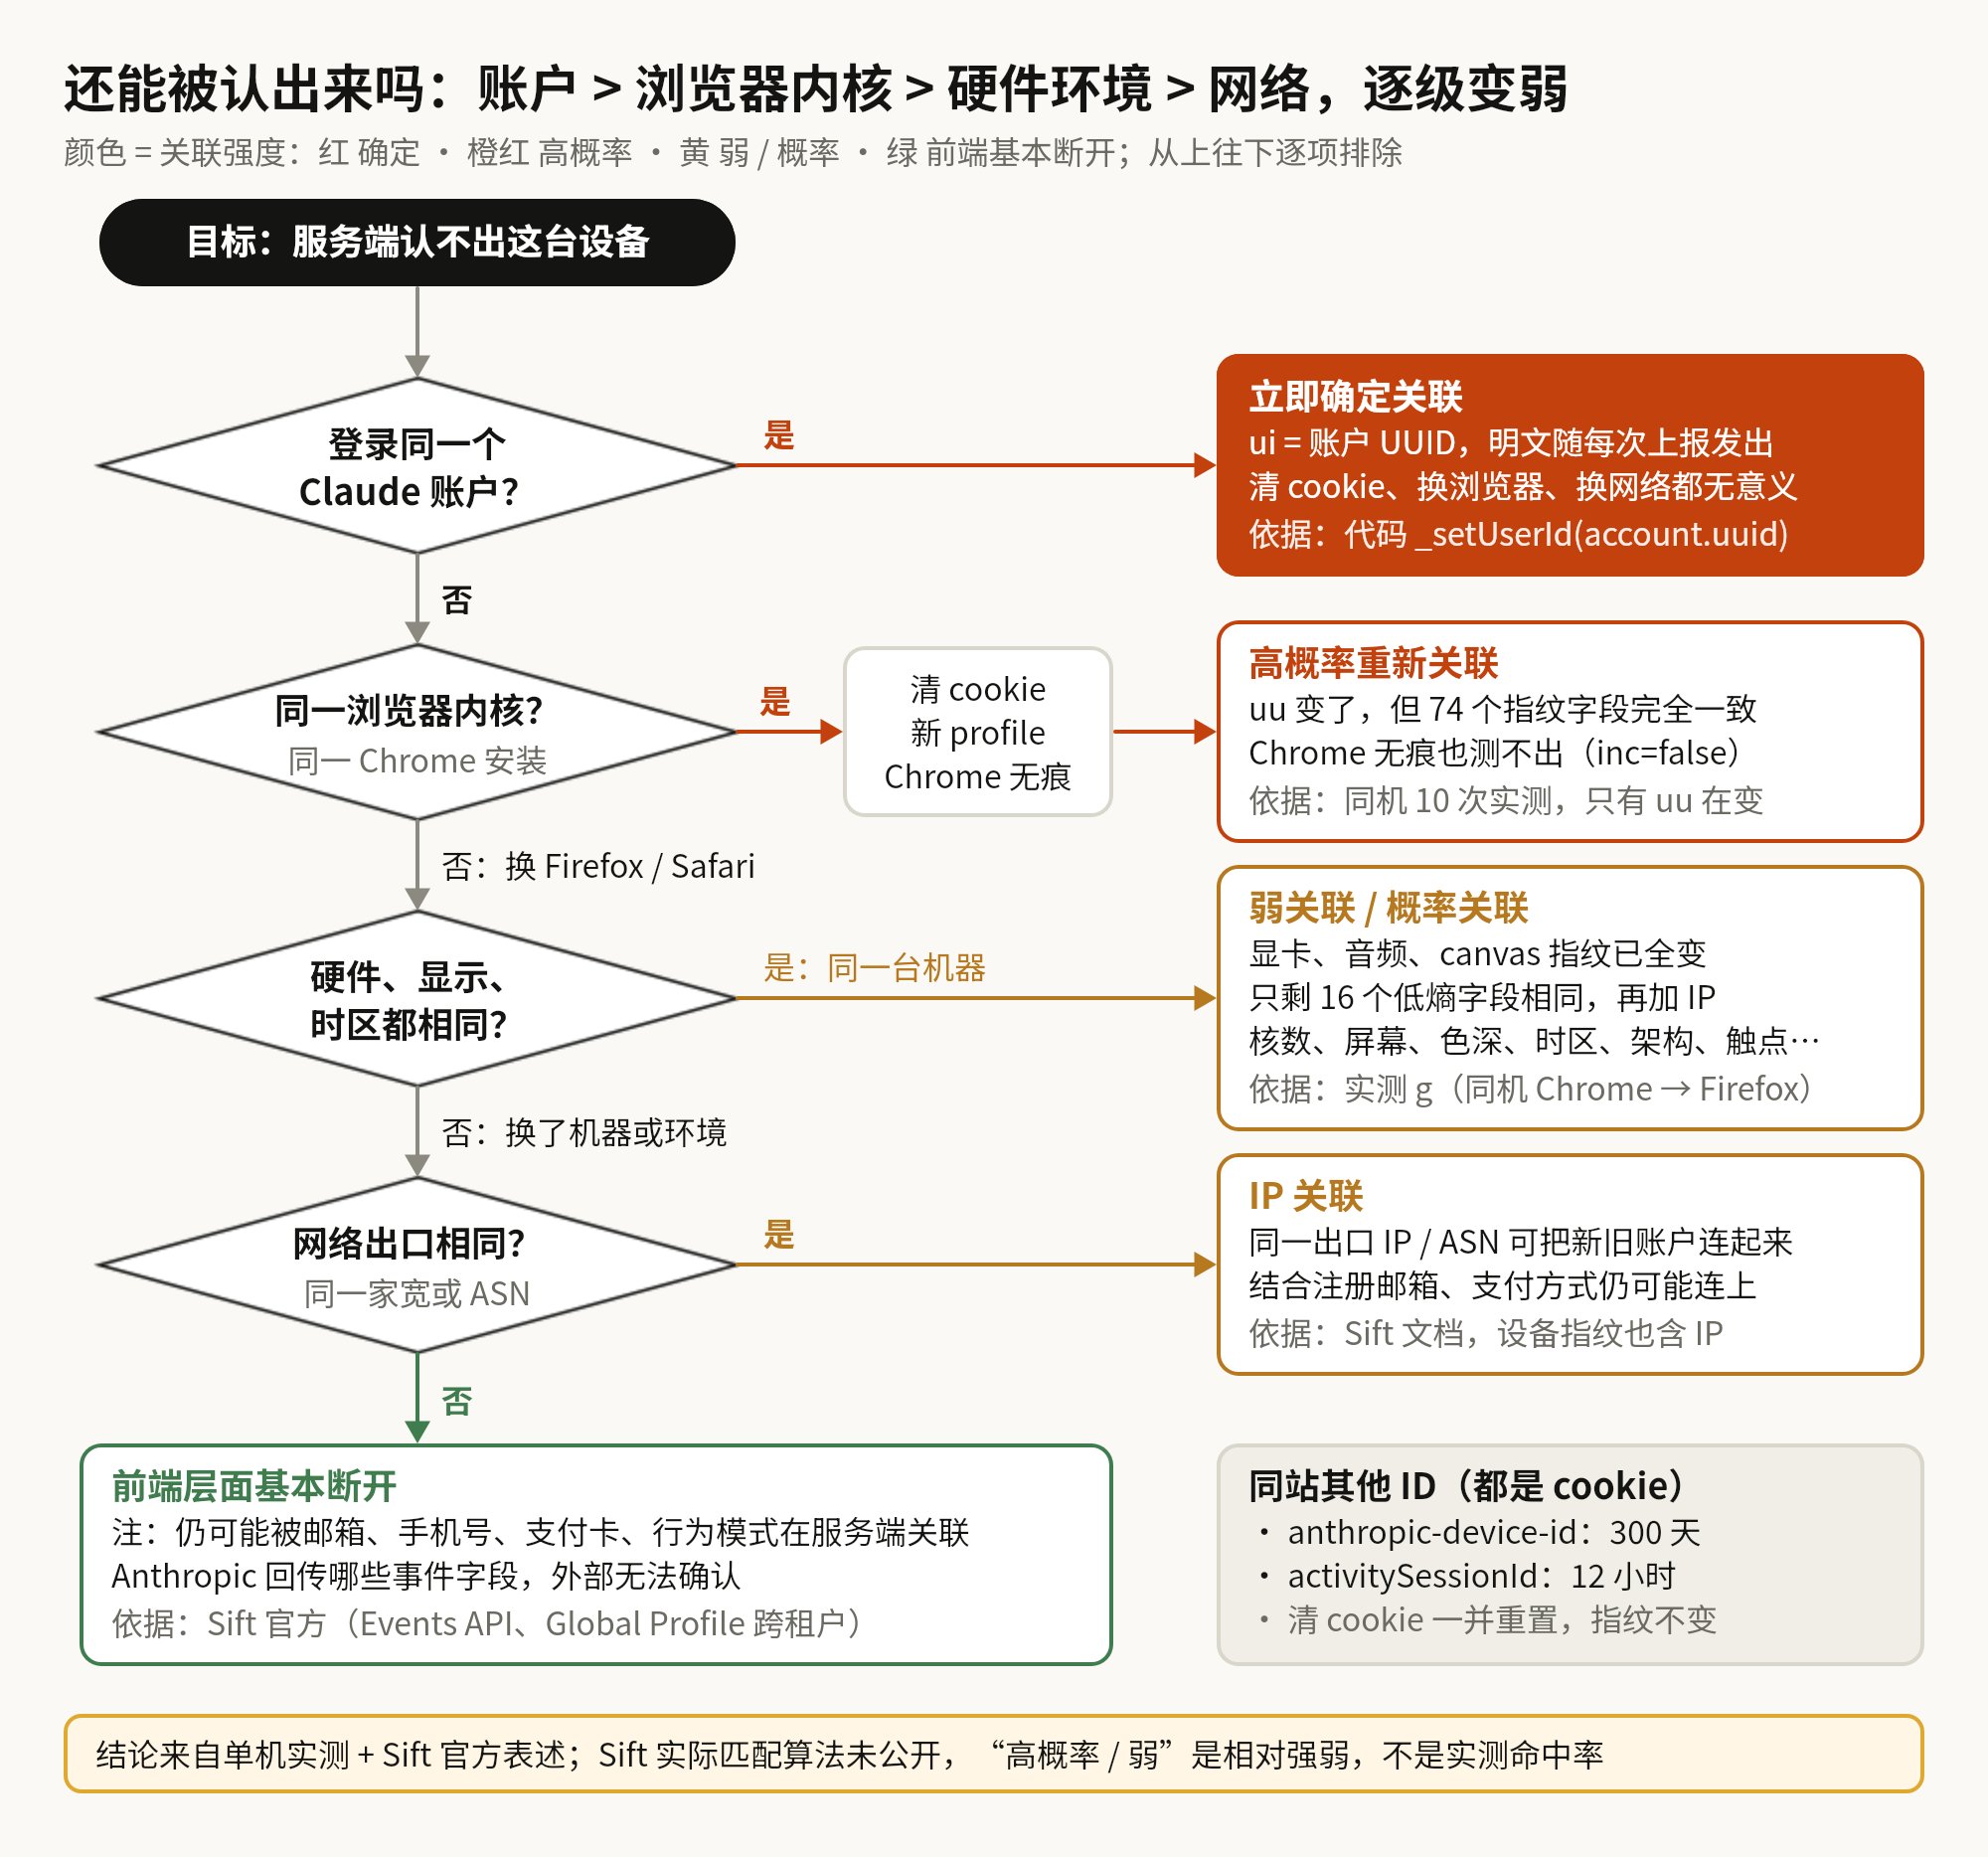 还能被认出来吗：账户 > 浏览器内核 > 硬件环境 > 网络，逐级变弱
颜色 = 关联强度：红 确定 · 橙红 高概率 · 黄 弱 / 概率 · 绿 前端基本断开；从上往下逐项排除
目标：服务端认不出这台设备
登录同一个
Claude 账户？
是
立即确定关联
ui = 账户 UUID，明文随每次上报发出
清 cookie、换浏览器、换网络都无意义
依据：代码 _setUserId(account.uuid)
否
同一浏览器内核？
同一 Chrome 安装
是
清 cookie
新 profile
Chrome 无痕
高概率重新关联
uu 变了，但 74 个指纹字段完全一致
Chrome 无痕也测不出（inc=false）
依据：同机 10 次实测，只有 uu 在变
否：换 Firefox / Safari
硬件、显示、
时区都相同？
是：同一台机器
弱关联 / 概率关联
显卡、音频、canvas 指纹已全变
只剩 16 个低熵字段相同，再加 IP
核数、屏幕、色深、时区、架构、触点…
依据：实测 g（同机 Chrome → Firefox）
否：换了机器或环境
网络出口相同？
同一家宽或 ASN
是
IP 关联
同一出口 IP / ASN 可把新旧账户连起来
结合注册邮箱、支付方式仍可能连上
依据：Sift 文档，设备指纹也含 IP
否
前端层面基本断开
注：仍可能被邮箱、手机号、支付卡、行为模式在服务端关联
Anthropic 回传哪些事件字段，外部无法确认
依据：Sift 官方（Events API、Global Profile 跨租户）
同站其他 ID（都是 cookie）
· anthropic-device-id：300 天
· activitySessionId：12 小时
· 清 cookie 一并重置，指纹不变
结论来自单机实测 + Sift 官方表述；Sift 实际匹配算法未公开，“高概率 / 弱”是相对强弱，不是实测命中率